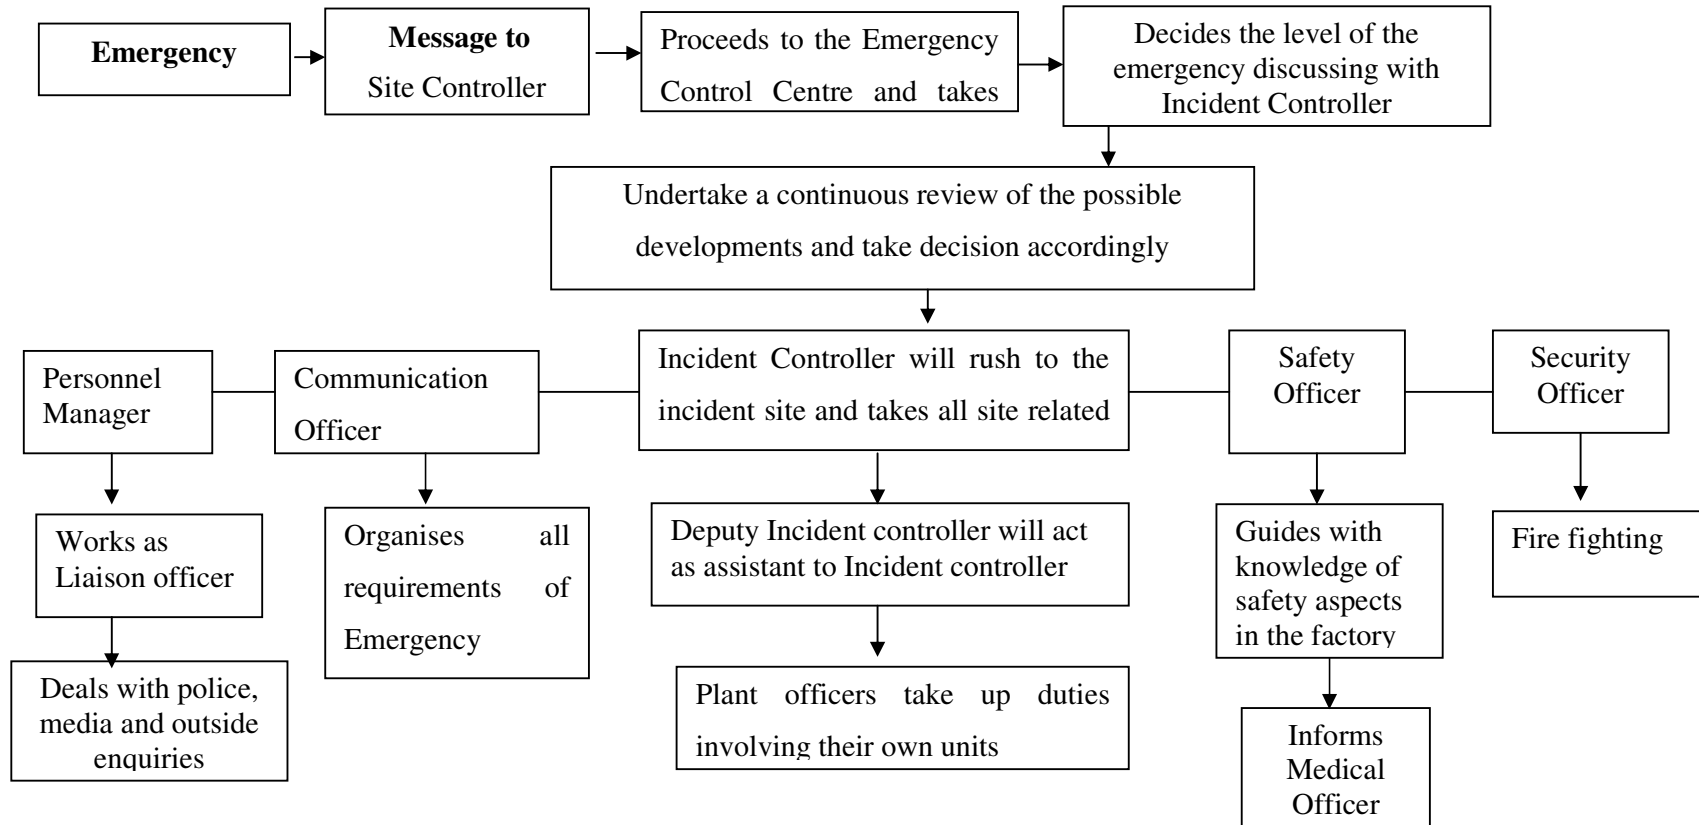 Emergency
Message to
Site Controller
Proceeds to the Emergency
Control Centre and takes
Decides the level of the
emergency discussing with
Incident Controller
Undertake a continuous review of the possible
developments and take decision accordingly
Personnel
Manager
Communication
Officer
Incident Controller will rush to the
incident site and takes all site related
Safety
Officer
Security
Officer
Works as
Liaison officer
Organises all
requirements of
Emergency
Deputy Incident controller will act
as assistant to Incident controller
Guides with
knowledge of
safety aspects
in the factory
Fire fighting
Deals with police,
media and outside
enquiries
Plant officers take up duties
involving their own units
Informs
Medical
Officer